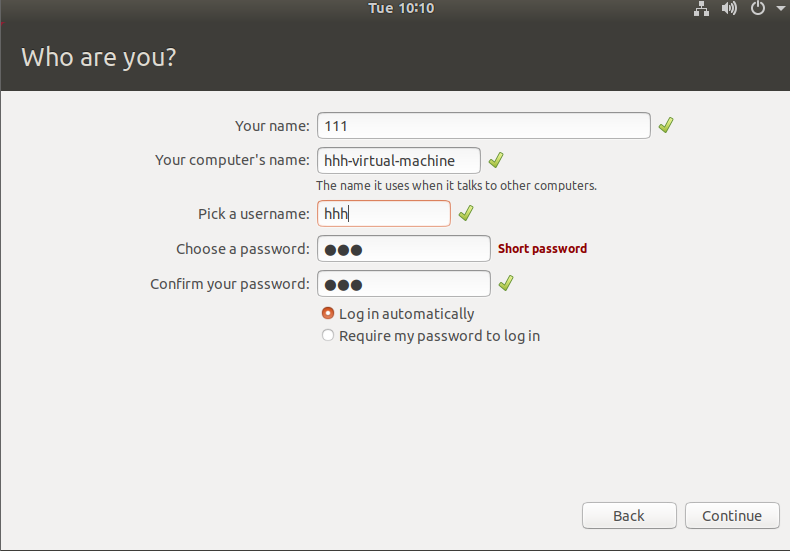 Tue 10:10
Who are you?
Your name: 111
Your computer's name: hhh-virtual-machine
The name it uses when it talks to other computers.
Pick a username: hhh
Choose a password: ●●● Short password
Confirm your password: ●●●
Log in automatically
Require my password to log in
Back Continue